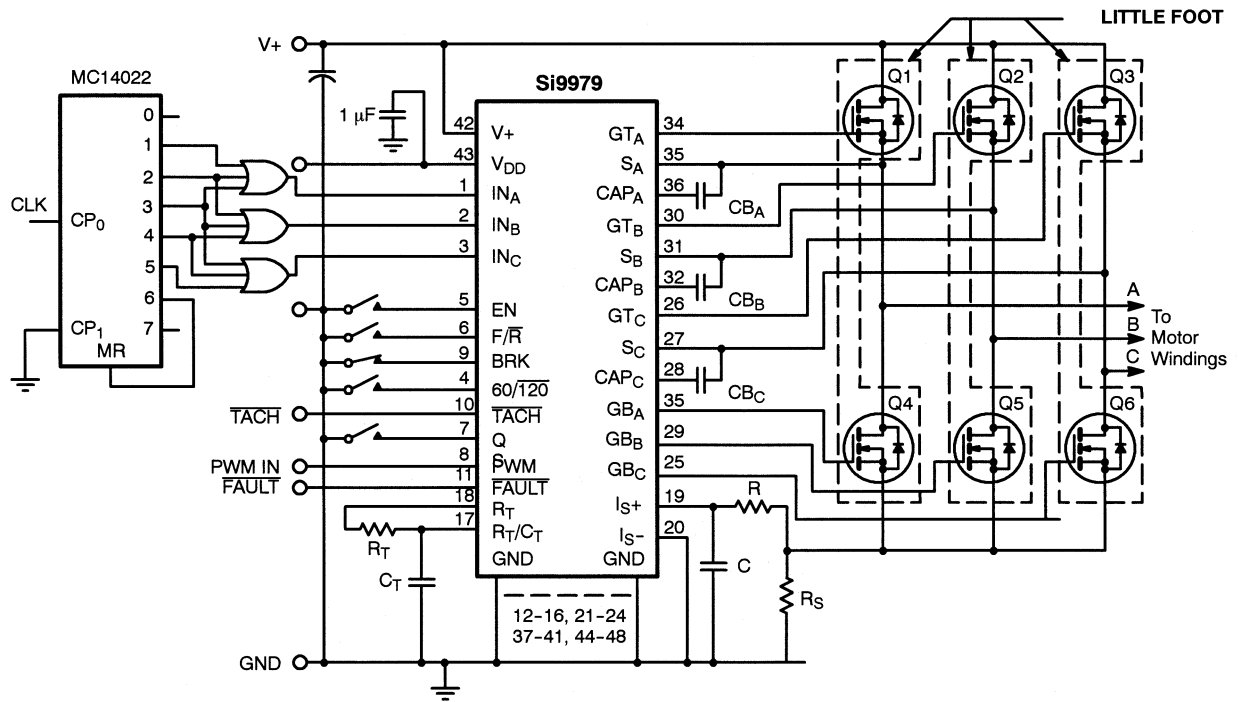 LITTLE FOOT
V+
MC14022
Si9979
Q1
Q2
Q3
0
1
2
3
4
5
6
7
CLK
CP0
CP1
MR
1 µF
42 V+
43 VDD
1 INA
2 INB
3 INC
5 EN
6 F/R̅
9 BRK
4 60/1̅2̅0̅
T̅A̅C̅H̅ 10 T̅A̅C̅H̅
7 Q
S
PWM IN 8 PWM
F̅A̅U̅L̅T̅ 11 F̅A̅U̅L̅T̅
18 RT
17 RT/CT
GND
RT
CT
GTA 34
SA 35
CAPA 36
CBA
GTB 30
SB 31
CAPB 32
CBB
GTC 26
SC 27
CAPC 28
CBC
GBA 35
GBB 29
GBC 25
IS+ 19
IS− 20
GND
R
C
RS
A
B
C
To
Motor
Windings
Q4
Q5
Q6
12−16, 21−24
37−41, 44−48
GND